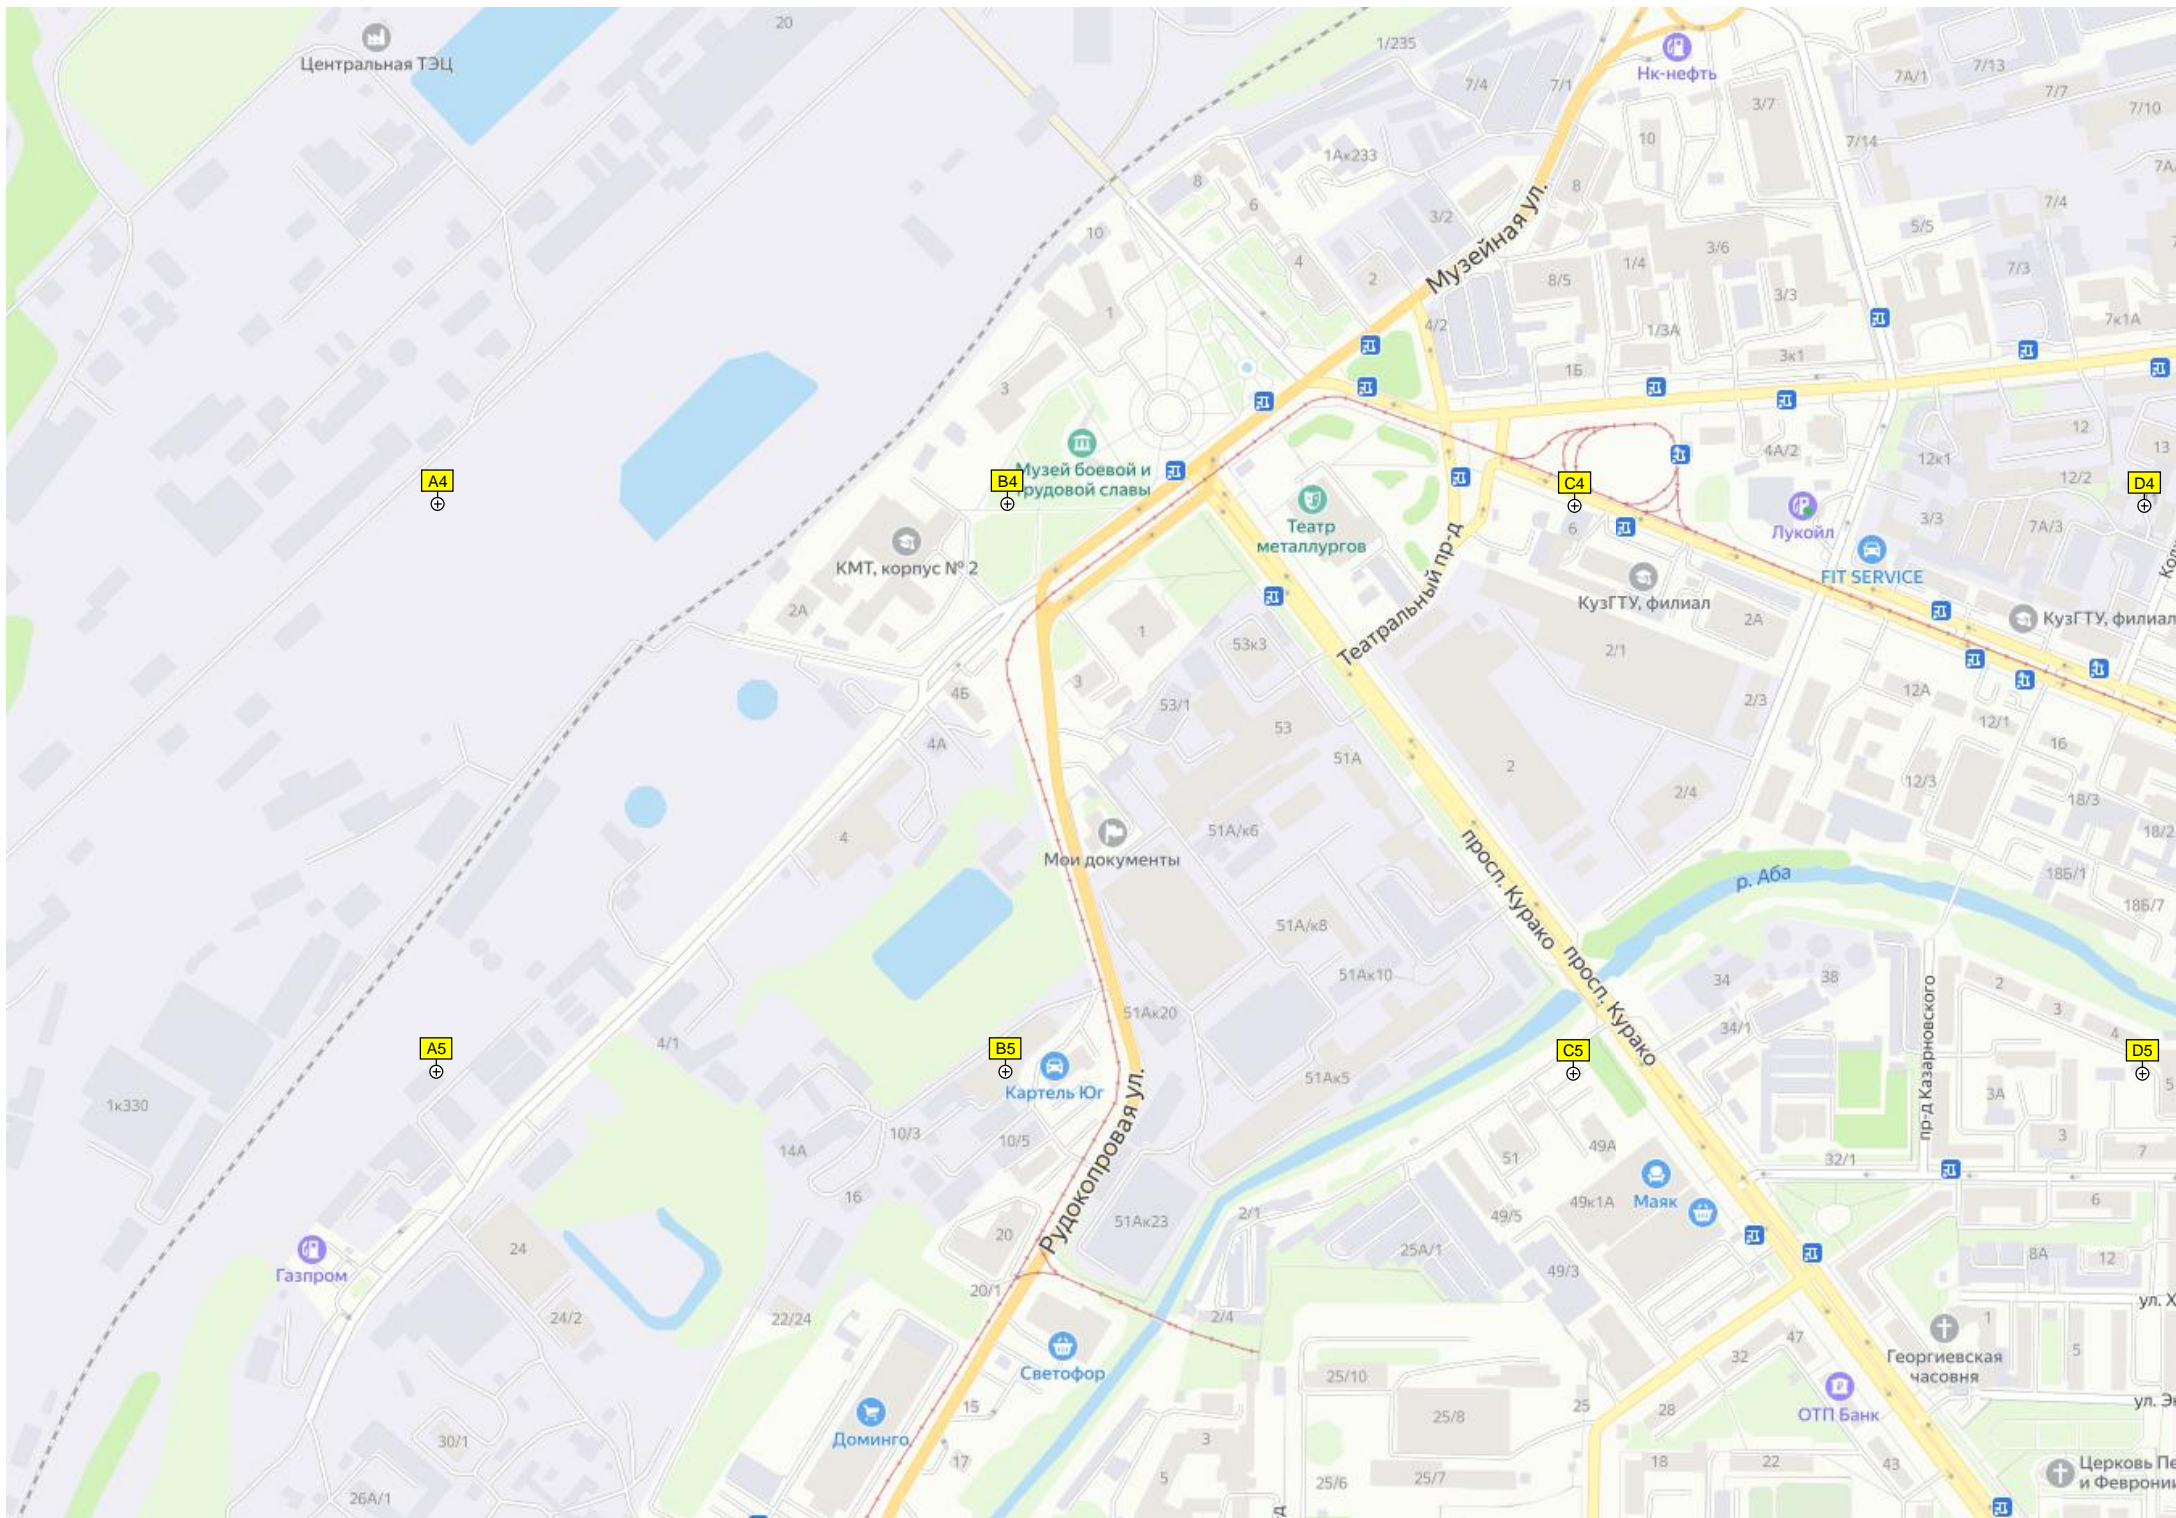 20
Центральная ТЭЦ
1/235
7/4
7/1
Нк-нефть
3/7
7А/1
7/13
7/7
7/10
10
7/14
1Ак233
8
6
8
3/2
Музейная ул.
7/4
5/5
10
4
2
3/6
1/4
8/5
3/3
7/3
1
4/2
1/3А
7к1А
3к1
1Б
3
12
13
4А/2
12к1
12/2
Музей боевой и
трудовой славы
A4
B4
C4
D4
Театр
металлургов
6
Лукойл
3/3
7А/3
КМТ, корпус № 2
FIT SERVICE
КузГТУ, филиал
КузГТУ, филиал
2А
2А
1
53к3
Театральный пр-д
2/1
4Б
3
53/1
12А
2/3
12/1
53
4А
51А
2
16
12/3
2/4
18/3
51А/к6
4
Мои документы
18/2
просп. Курако
р. Аба
18Б/1
18Б/7
51А/к8
просп. Курако
51Ак10
34
38
2
3
51Ак20
34/1
4
4/1
пр-д Казарновского
A5
B5
C5
D5
51Ак5
Картель Юг
1к330
3А
5
10/3
10/5
14А
Рудокопровая ул.
51
49А
3
7
32/1
16
Маяк
49к1А
6
20
51Ак23
2/1
49/5
24
25А/1
8А
12
Газпром
49/3
20/1
24/2
22/24
2/4
ул. Х
1
47
Светофор
32
Георгиевская
часовня
5
25/10
15
Доминго
25/8
25
28
ОТП Банк
ул. Э
30/1
3
17
5
25/6
25/7
18
22
43
Церковь Пе
и Февронии
26А/1